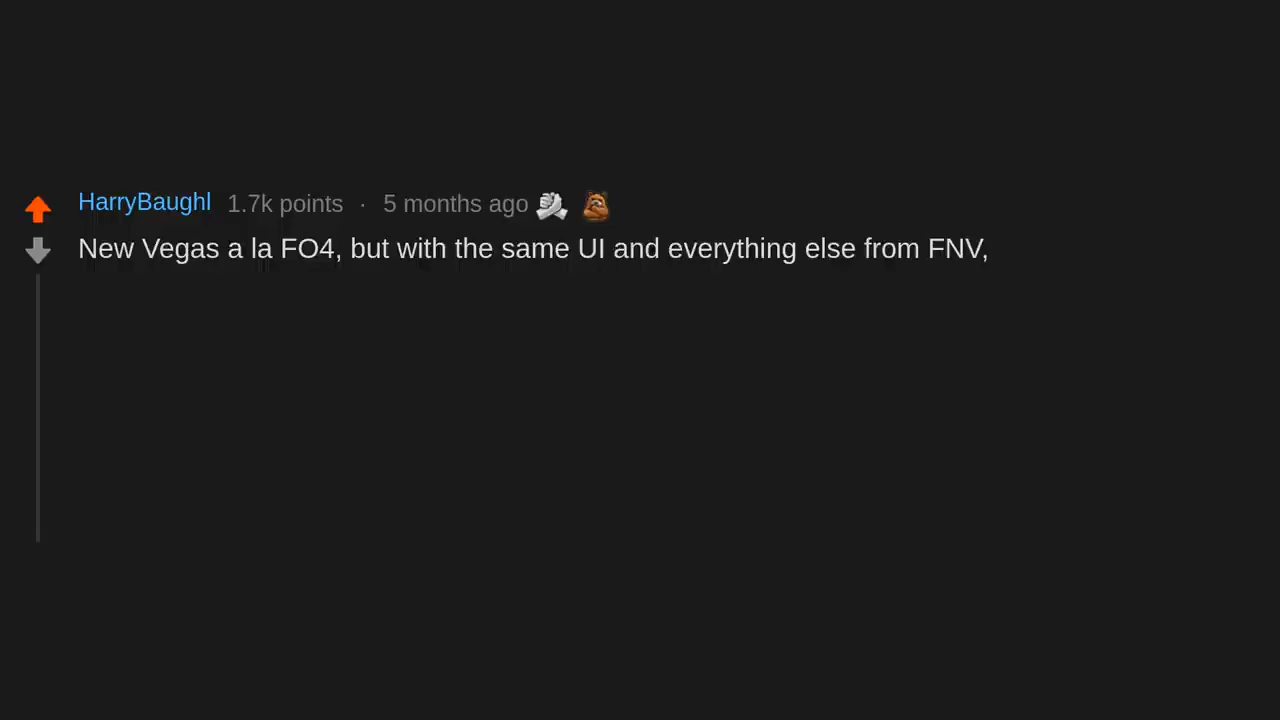 HarryBaughl 1.7k points · 5 months ago
New Vegas a la FO4, but with the same UI and everything else from FNV,